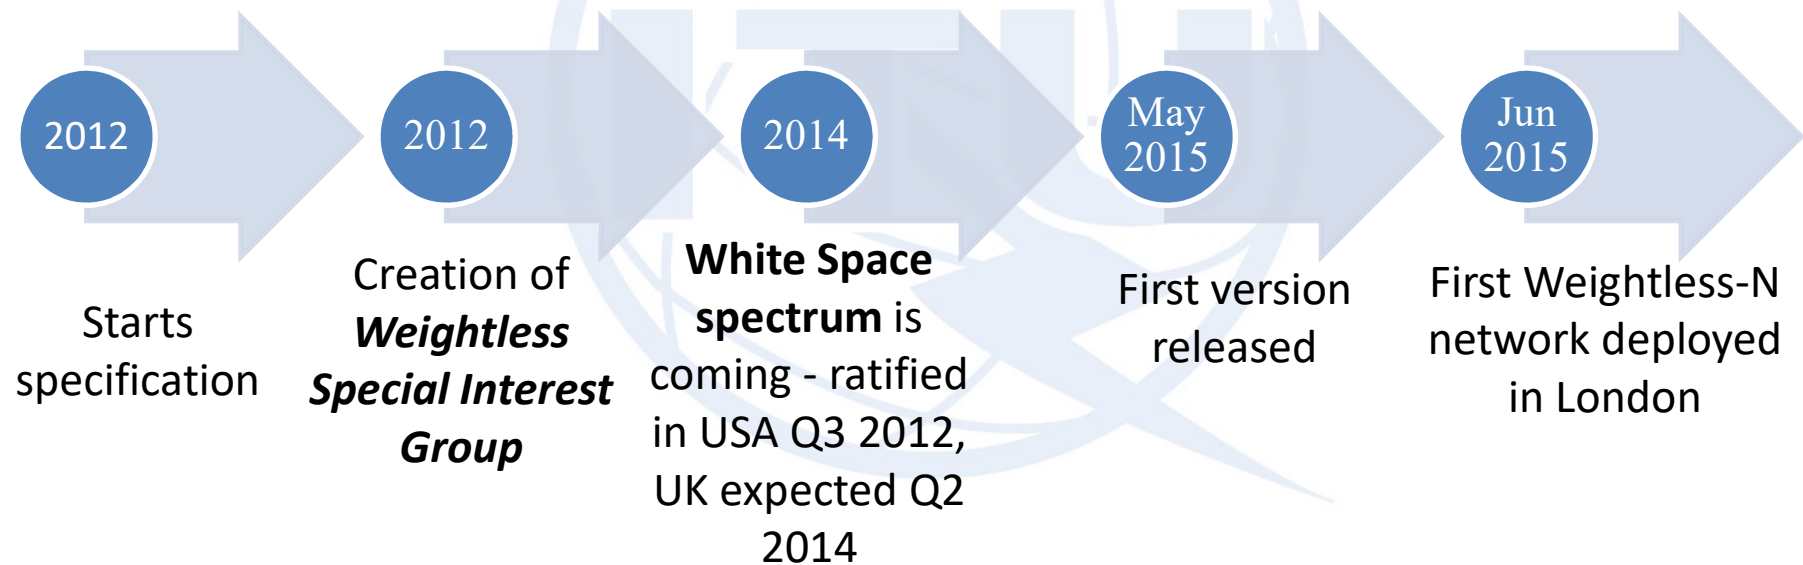 2012
Starts
specification
2012
Creation of
Weightless
Special Interest
Group
2014
White Space
spectrum is
coming - ratified
in USA Q3 2012,
UK expected Q2
2014
May
2015
First version
released
Jun
2015
First Weightless-N
network deployed
in London
ITU